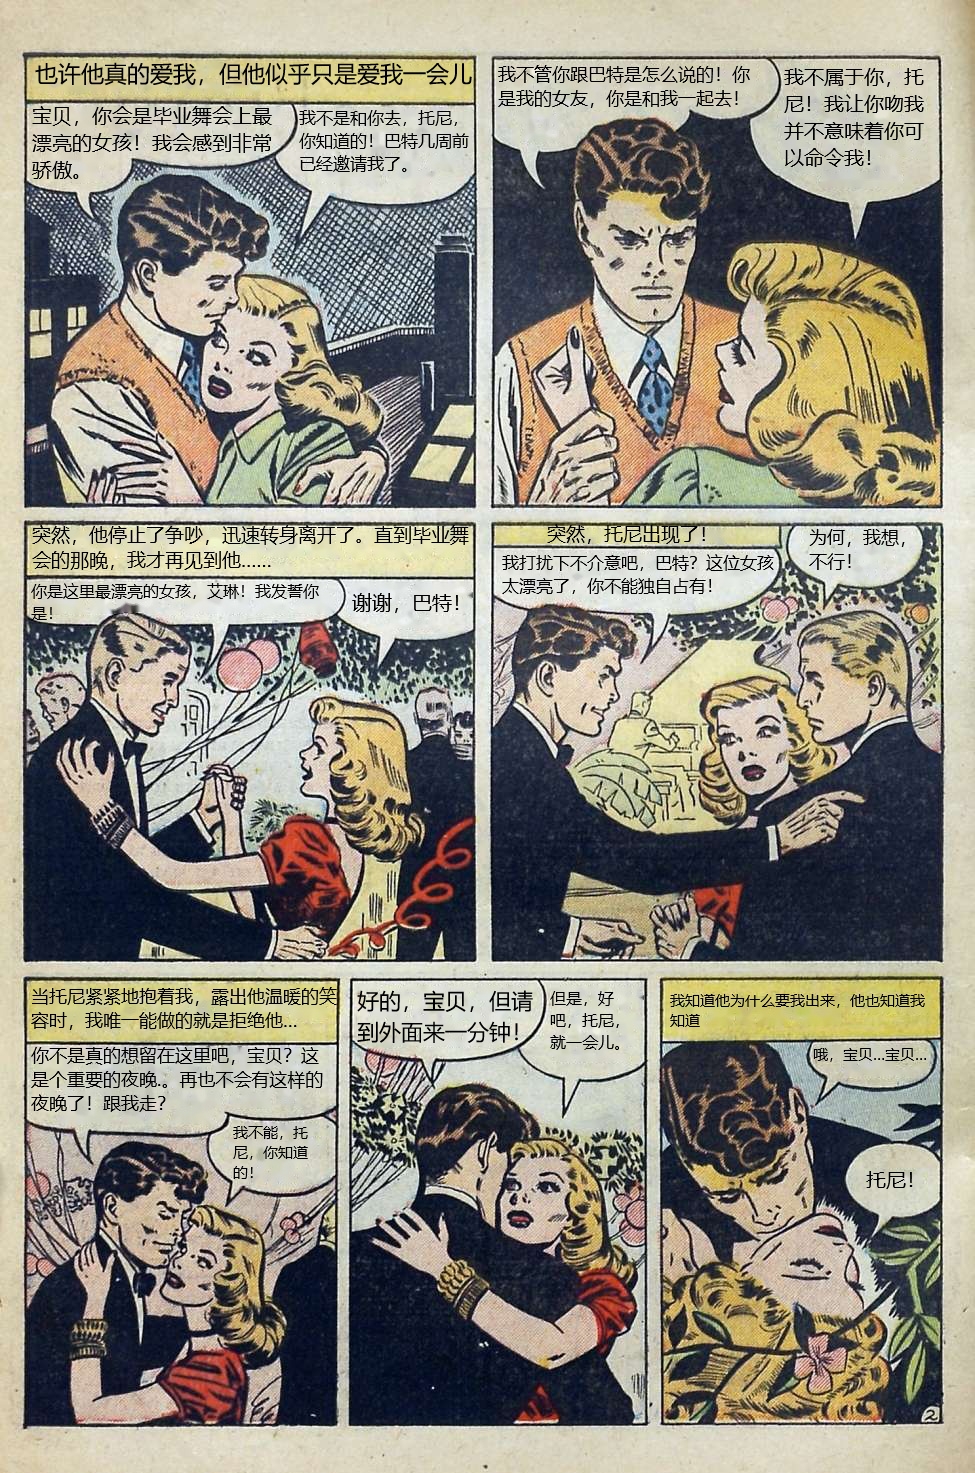 也许他真的爱我，但他似乎只是爱我一会儿
宝贝，你会是毕业舞会上最
漂亮的女孩！我会感到非常
骄傲。
我不是和你去，托尼，
你知道的！巴特几周前
已经邀请我了。
我不管你跟巴特是怎么说的！你
是我的女友，你是和我一起去！
我不属于你，托
尼！我让你吻我
并不意味着你可
以命令我！
突然，他停止了争吵，迅速转身离开了。直到毕业舞
会的那晚，我才再见到他......
你是这里最漂亮的女孩，艾琳！我发誓你
是！
谢谢，巴特！
突然，托尼出现了！
我打扰下不介意吧，巴特？这位女孩
太漂亮了，你不能独自占有！
为何，我想，
不行！
当托尼紧紧地抱着我，露出他温暖的笑
容时，我唯一能做的就是拒绝他...
你不是真的想留在这里吧，宝贝？这
是个重要的夜晚.。再也不会有这样的
夜晚了！跟我走？
我不能，托
尼，你知道
的！
好的，宝贝，但请
到外面来一分钟！
但是，好
吧，托尼，
就一会儿。
我知道他为什么要我出来，他也知道我
知道
哦，宝贝...宝贝...
托尼！
2